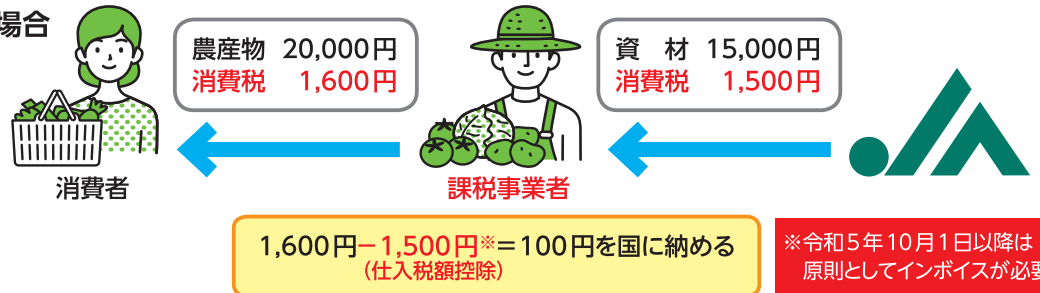 場合
農産物 20,000円
消費税 1,600円
資　材 15,000円
消費税 1,500円
消費者
課税事業者
JA
1,600円－1,500円※＝100円を国に納める
（仕入税額控除）
※令和5年10月1日以降は
原則としてインボイスが必要